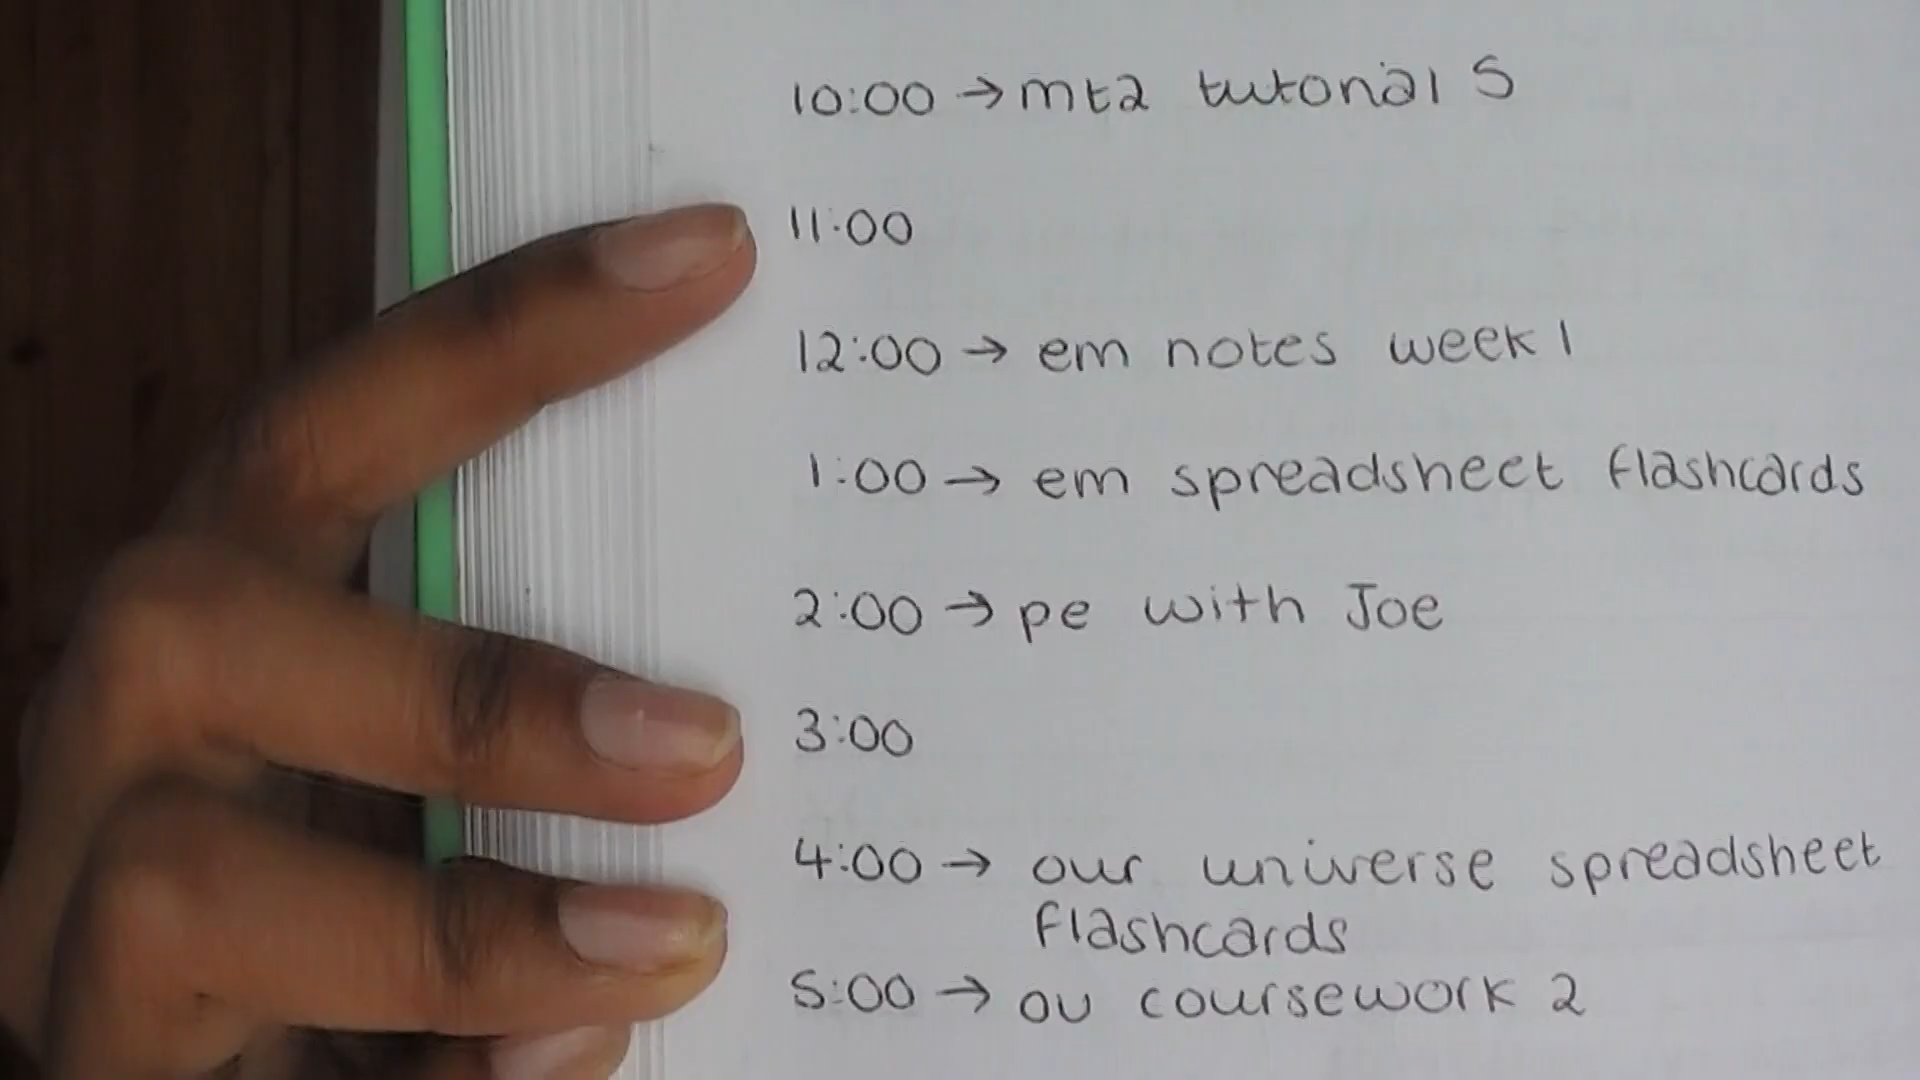 10:00 → mt2 tutorial 5
11:00
12:00 → em notes week 1
1:00 → em spreadsheet flashcards
2:00 → pe with Joe
3:00
4:00 → our universe spreadsheet
flashcards
5:00 → ou coursework 2